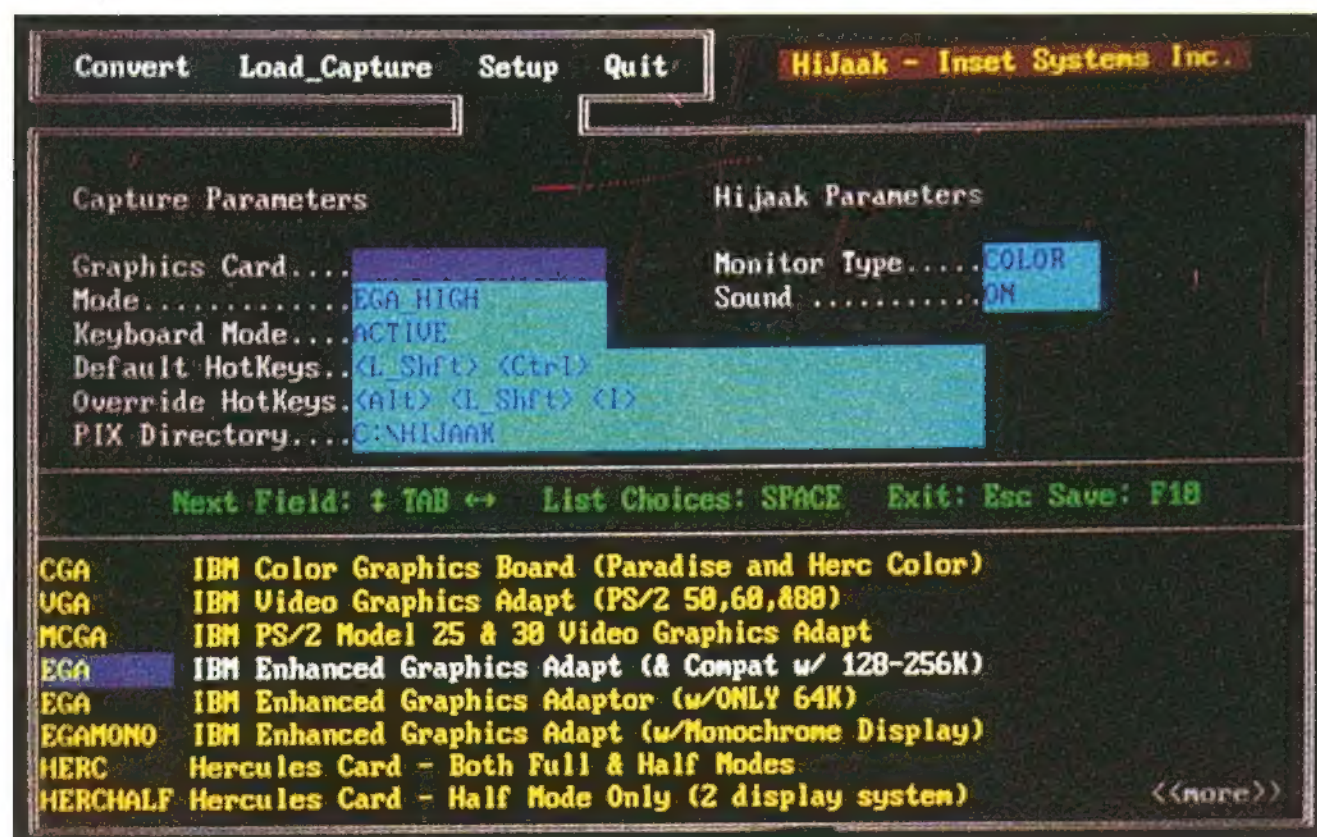 Convert Load_Capture Setup Quit HiJaak - Inset Systems Inc.
Capture Parameters Hijaak Parameters
Graphics Card.... Monitor Type.....COLOR
Mode.............EGA HIGH Sound ...........ON
Keyboard Mode....ACTIVE
Default HotKeys..<L_Shft> <Ctrl>
Override HotKeys.<Alt> <L_Shft> <I>
PIX Directory....C:\HIJAAK
Next Field: ↕ TAB ↔ List Choices: SPACE Exit: Esc Save: F10
CGA IBM Color Graphics Board (Paradise and Herc Color)
VGA IBM Video Graphics Adapt (PS/2 50,60,&80)
MCGA IBM PS/2 Model 25 & 30 Video Graphics Adapt
EGA IBM Enhanced Graphics Adapt (& Compat w/ 128-256K)
EGA IBM Enhanced Graphics Adaptor (w/ONLY 64K)
EGAMONO IBM Enhanced Graphics Adapt (w/Monochrome Display)
HERC Hercules Card - Both Full & Half Modes
HERCHALF Hercules Card - Half Mode Only (2 display system) <<more>>